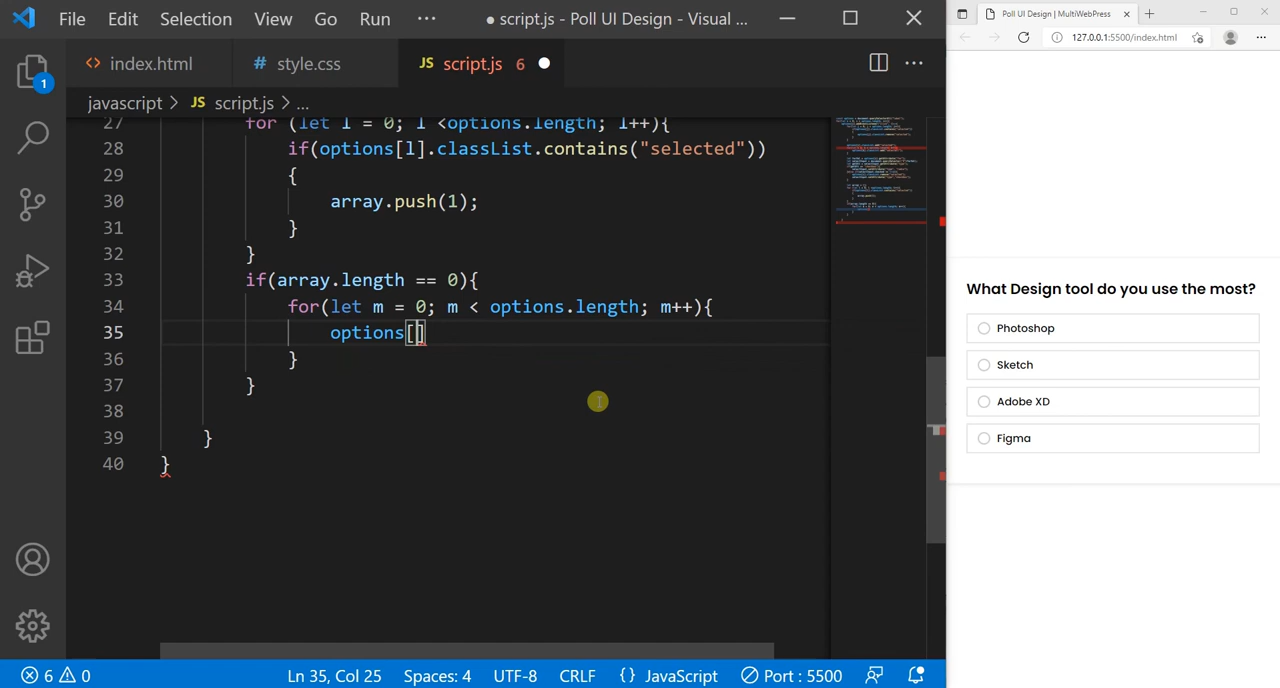 File Edit Selection View Go Run ··· ● script.js - Poll UI Design - Visual ...
Poll UI Design | MultiWebPress
127.0.0.1:5500/index.html
<> index.html # style.css JS script.js 6
javascript > JS script.js > ...
27 for (let l = 0; l <options.length; l++){
28 if(options[l].classList.contains("selected"))
29 {
30 array.push(1);
31 }
32 }
33 if(array.length == 0){
34 for(let m = 0; m < options.length; m++){
35 options[]
36 }
37 }
38
39 }
40 }
1
What Design tool do you use the most?
Photoshop
Sketch
Adobe XD
Figma
6 0 Ln 35, Col 25 Spaces: 4 UTF-8 CRLF {} JavaScript Port : 5500